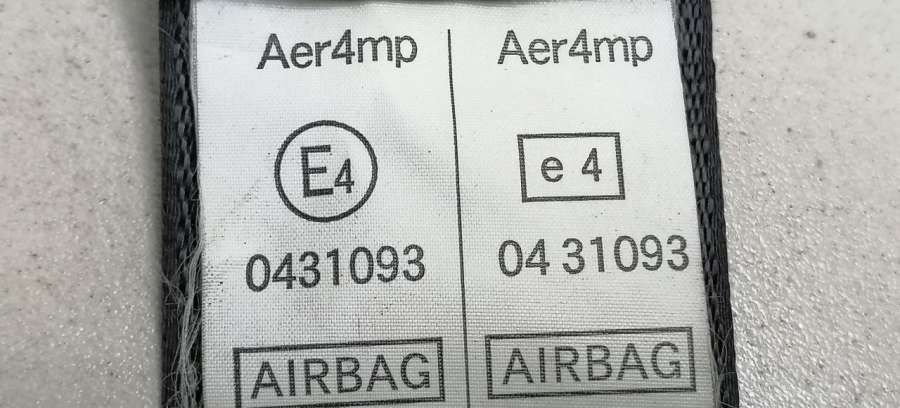 Aer4mp
E4
0431093
AIRBAG
Aer4mp
e 4
04 31093
AIRBAG